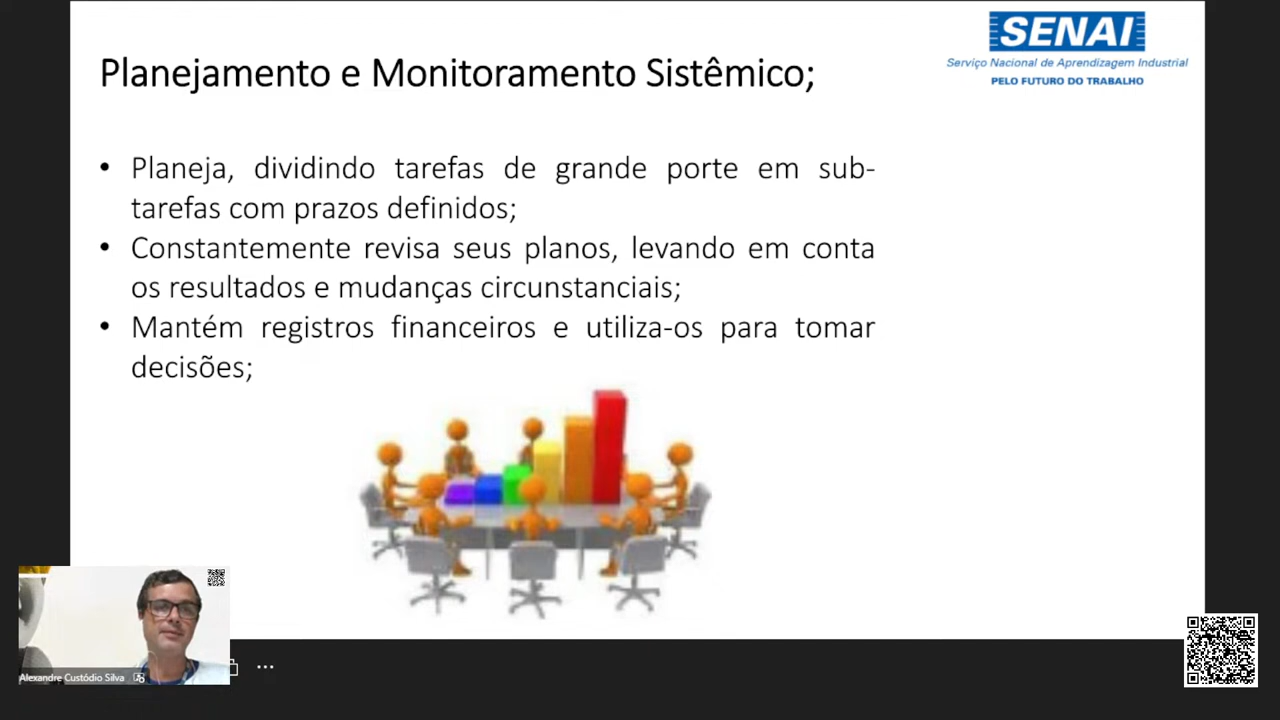 SENAI
Serviço Nacional de Aprendizagem Industrial
PELO FUTURO DO TRABALHO
Planejamento e Monitoramento Sistêmico;
• Planeja, dividindo tarefas de grande porte em sub-
tarefas com prazos definidos;
• Constantemente revisa seus planos, levando em conta
os resultados e mudanças circunstanciais;
• Mantém registros financeiros e utiliza-os para tomar
decisões;
Alexandre Custódio Silva